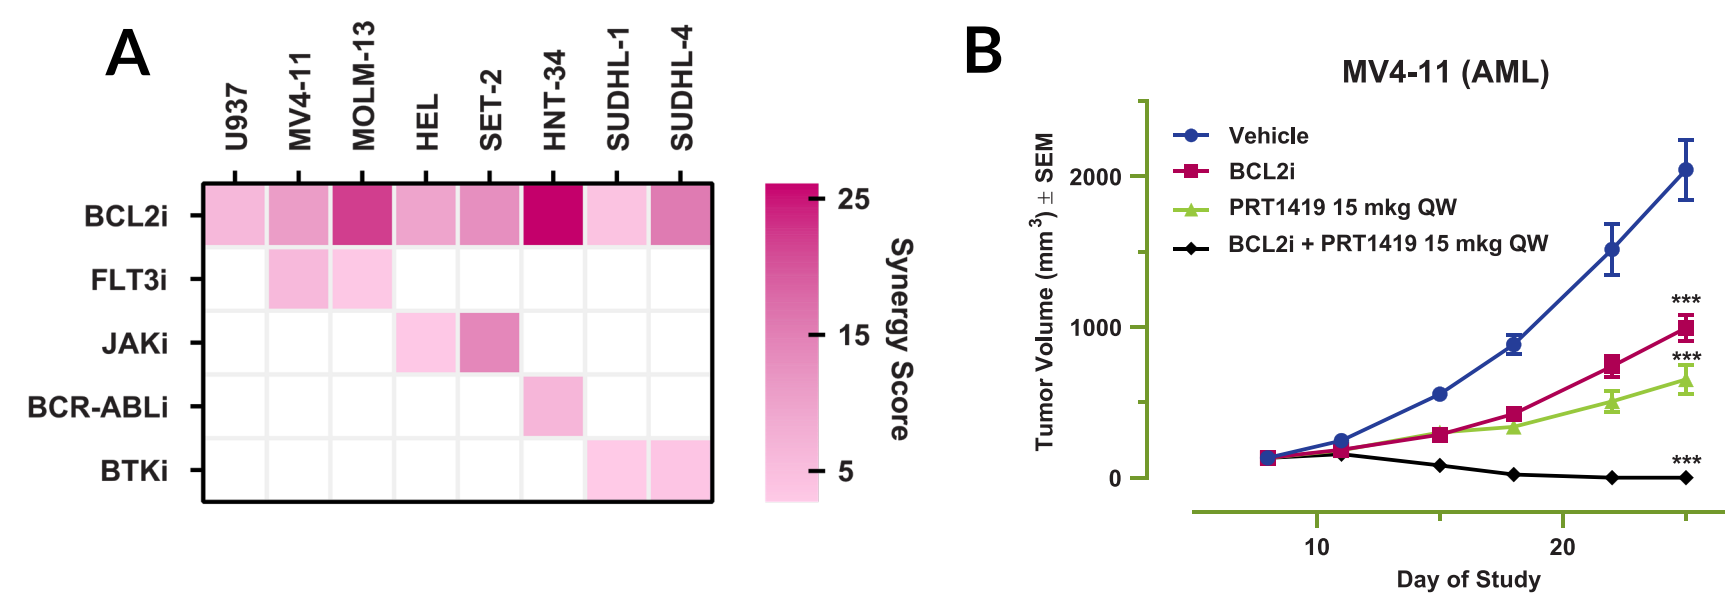 A
U937
MV4-11
MOLM-13
HEL
SET-2
HNT-34
SUDHL-1
SUDHL-4
BCL2i
FLT3i
JAKi
BCR-ABLi
BTKi
25
15
5
Synergy Score
B
MV4-11 (AML)
Vehicle
BCL2i
PRT1419 15 mkg QW
BCL2i + PRT1419 15 mkg QW
Tumor Volume (mm³) ± SEM
2000
1000
0
***
***
***
10
20
Day of Study